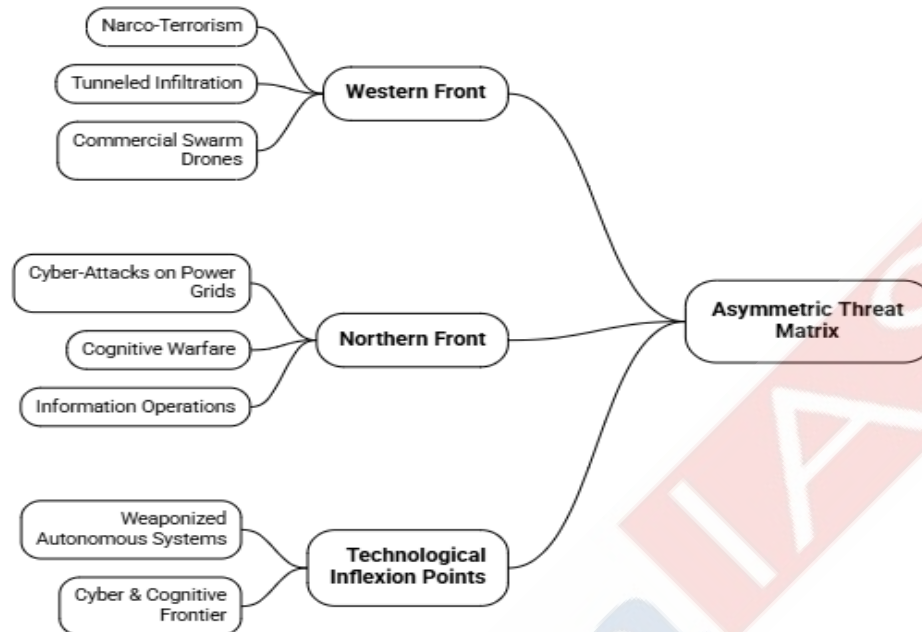 Narco-Terrorism
Tunneled Infiltration
Commercial Swarm
Drones
Western Front
Cyber-Attacks on Power
Grids
Cognitive Warfare
Information Operations
Northern Front
Weaponized
Autonomous Systems
Cyber & Cognitive
Frontier
Technological
Inflexion Points
Asymmetric Threat
Matrix
IAS